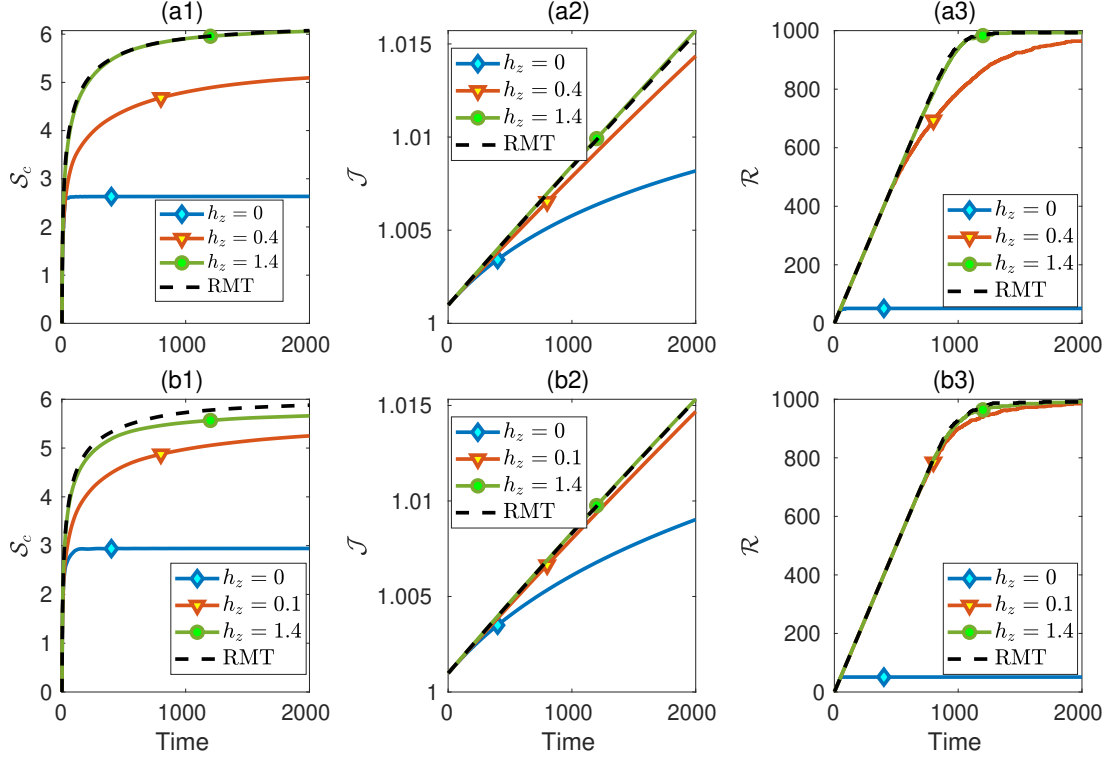 (a1)
6
5
4
3
2
1
0
0 1000 2000
𝒮c
h_z = 0
h_z = 0.4
h_z = 1.4
RMT
(a2)
1.015
1.01
1.005
1
0 1000 2000
𝒥
h_z = 0
h_z = 0.4
h_z = 1.4
RMT
(a3)
1000
800
600
400
200
0
0 1000 2000
ℛ
h_z = 0
h_z = 0.4
h_z = 1.4
RMT
(b1)
6
5
4
3
2
1
0
0 1000 2000
Time
𝒮c
h_z = 0
h_z = 0.1
h_z = 1.4
RMT
(b2)
1.015
1.01
1.005
1
0 1000 2000
Time
𝒥
h_z = 0
h_z = 0.1
h_z = 1.4
RMT
(b3)
1000
800
600
400
200
0
0 1000 2000
Time
ℛ
h_z = 0
h_z = 0.1
h_z = 1.4
RMT